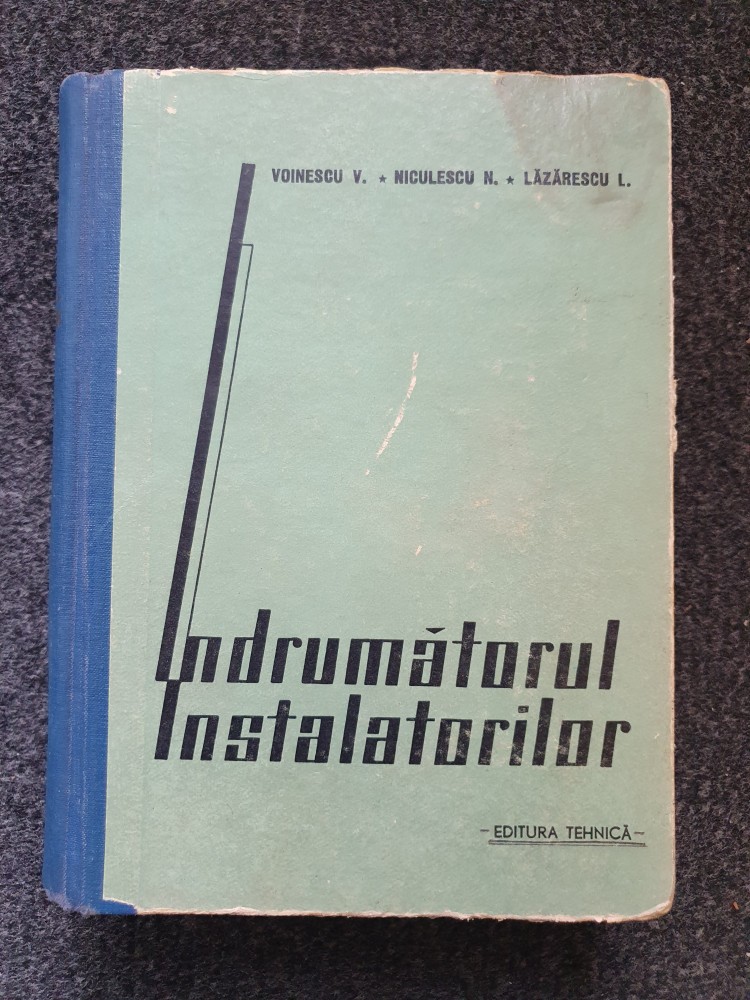 VOINESCU V. ★ NICULESCU N. ★ LĂZĂRESCU L.
Indrumătorul
Instalatorilor
- EDITURA TEHNICĂ -